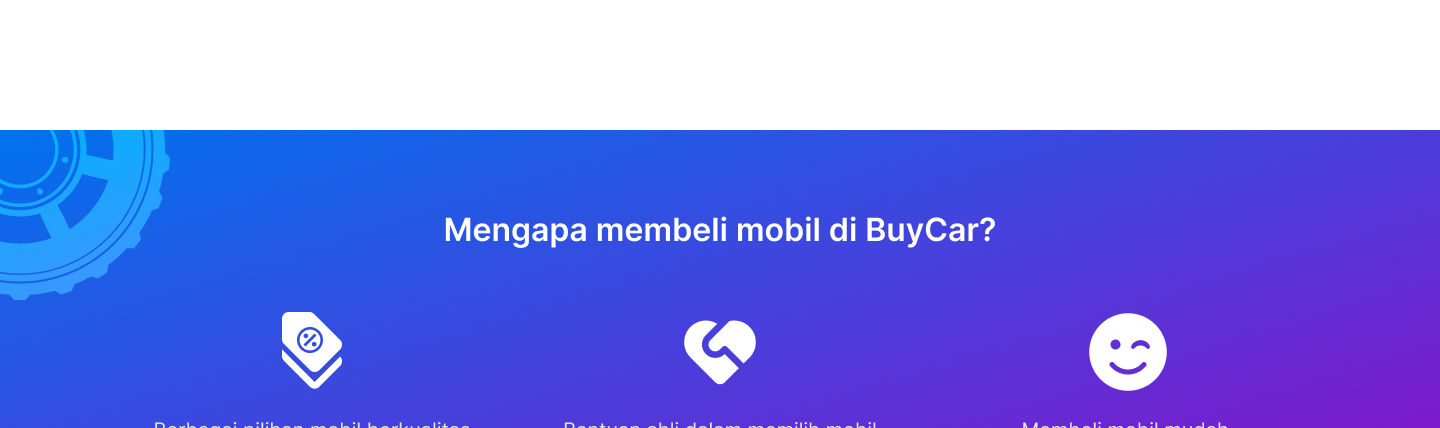 Mengapa membeli mobil di BuyCar?
Berbagai pilihan mobil berkualitas
Bantuan ahli dalam memilih mobil
Membeli mobil mudah